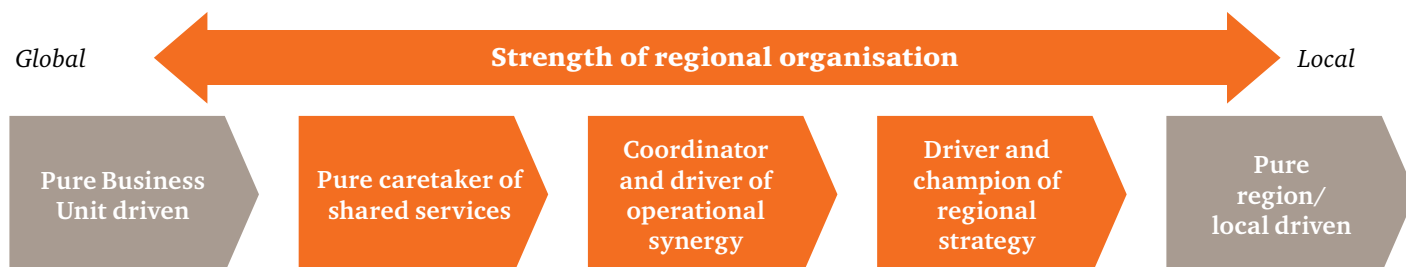 Global
Strength of regional organisation
Local
Pure Business
Unit driven
Pure caretaker of
shared services
Coordinator
and driver of
operational
synergy
Driver and
champion of
regional
strategy
Pure
region/
local driven